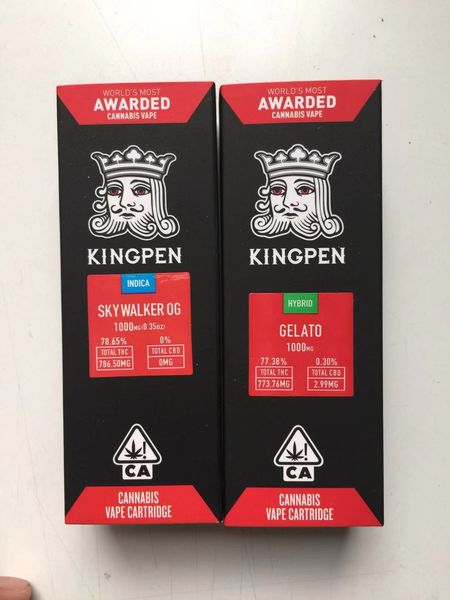 WORLD'S MOST
AWARDED
CANNABIS VAPE
KINGPEN
INDICA
SKYWALKER OG
1000MG(0.35OZ)
78.65% 0%
TOTAL THC TOTAL CBD
786.50MG 0MG
CA
CANNABIS
VAPE CARTRIDGE
WORLD'S MOST
AWARDED
CANNABIS VAPE
KINGPEN
HYBRID
GELATO
1000MG
77.38% 0.30%
TOTAL THC TOTAL CBD
773.76MG 2.99MG
CA
CANNABIS
VAPE CARTRIDGE